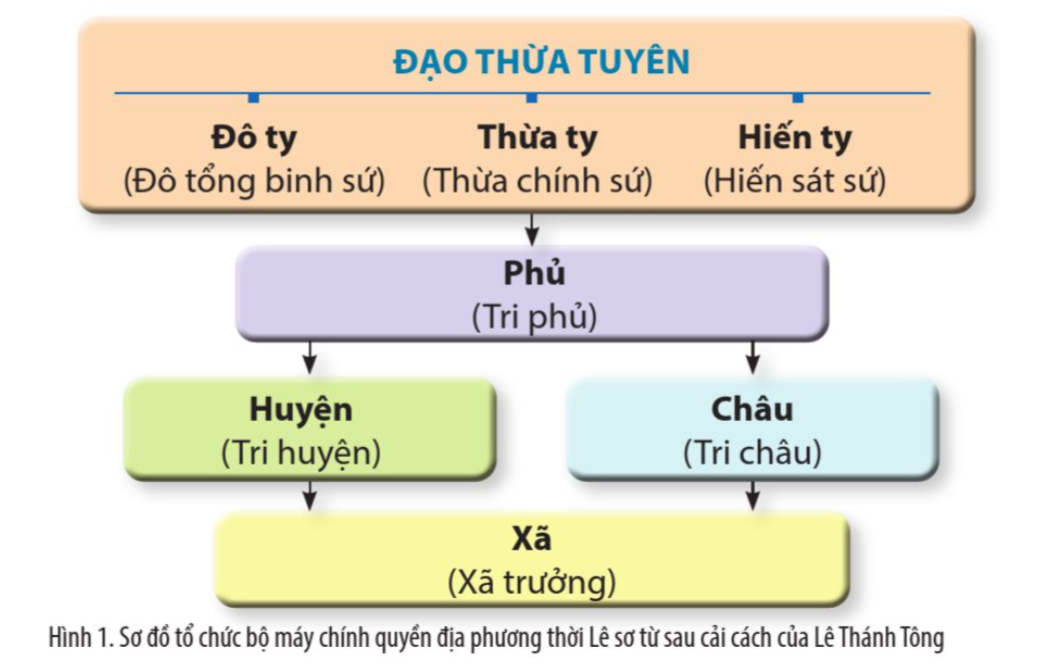 ĐẠO THỪA TUYÊN
Đô ty
(Đô tổng binh sứ)
Thừa ty
(Thừa chính sứ)
Hiến ty
(Hiến sát sứ)
Phủ
(Tri phủ)
Huyện
(Tri huyện)
Châu
(Tri châu)
Xã
(Xã trưởng)
Hình 1. Sơ đồ tổ chức bộ máy chính quyền địa phương thời Lê sơ từ sau cải cách của Lê Thánh Tông